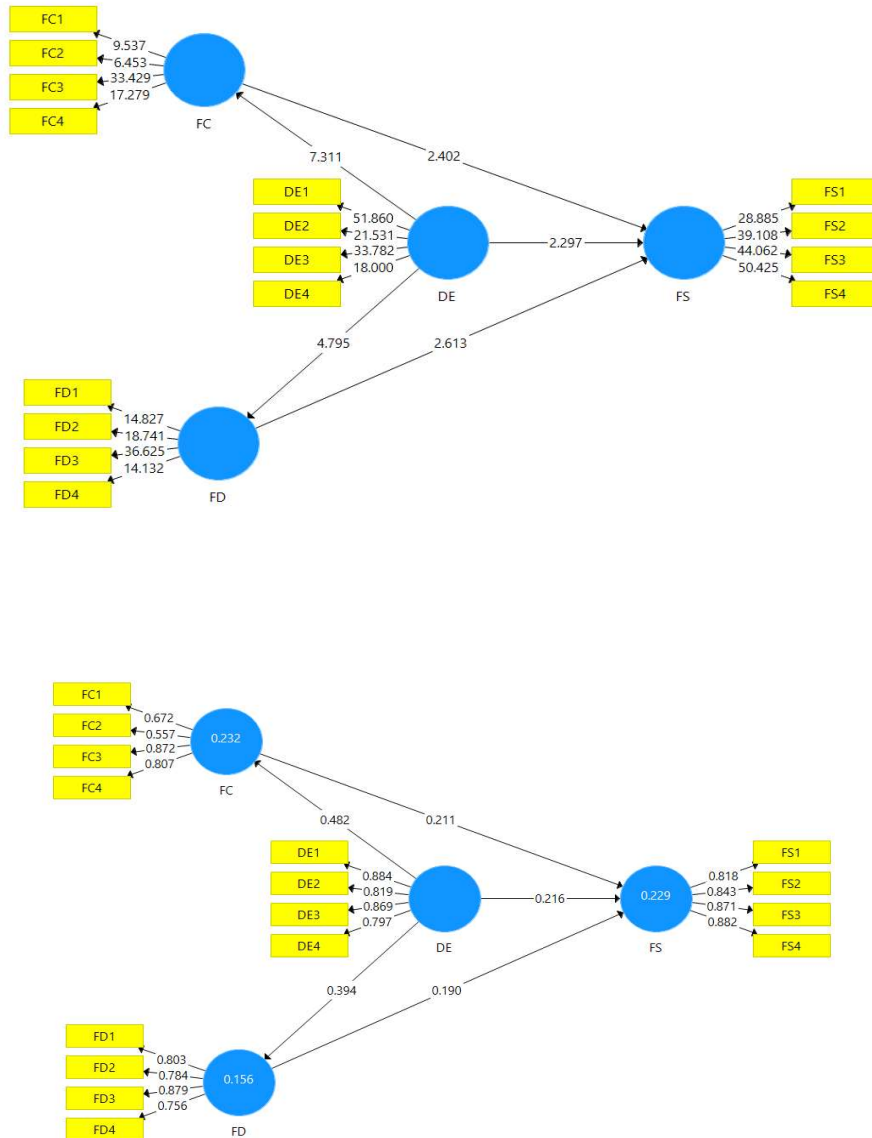 FC1
FC2
FC3
FC4
9.537
6.453
33.429
17.279
FC
7.311
2.402
DE1
DE2
DE3
DE4
51.860
21.531
33.782
18.000
DE
2.297
FS
28.885
39.108
44.062
50.425
FS1
FS2
FS3
FS4
4.795
2.613
FD1
FD2
FD3
FD4
14.827
18.741
36.625
14.132
FD
FC1
FC2
FC3
FC4
0.672
0.557
0.872
0.807
0.232
FC
0.482
0.211
DE1
DE2
DE3
DE4
0.884
0.819
0.869
0.797
DE
0.216
0.229
FS
0.818
0.843
0.871
0.882
FS1
FS2
FS3
FS4
0.394
0.190
FD1
FD2
FD3
FD4
0.803
0.784
0.879
0.756
0.156
FD